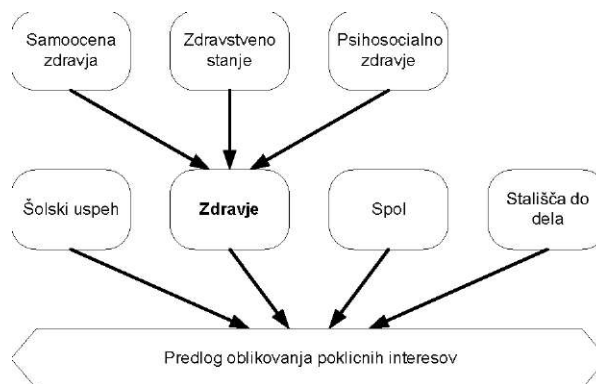 Samoocena
zdravja
Zdravstveno
stanje
Psihosocialno
zdravje
Šolski uspeh
Zdravje
Spol
Stališča do
dela
Predlog oblikovanja poklicnih interesov